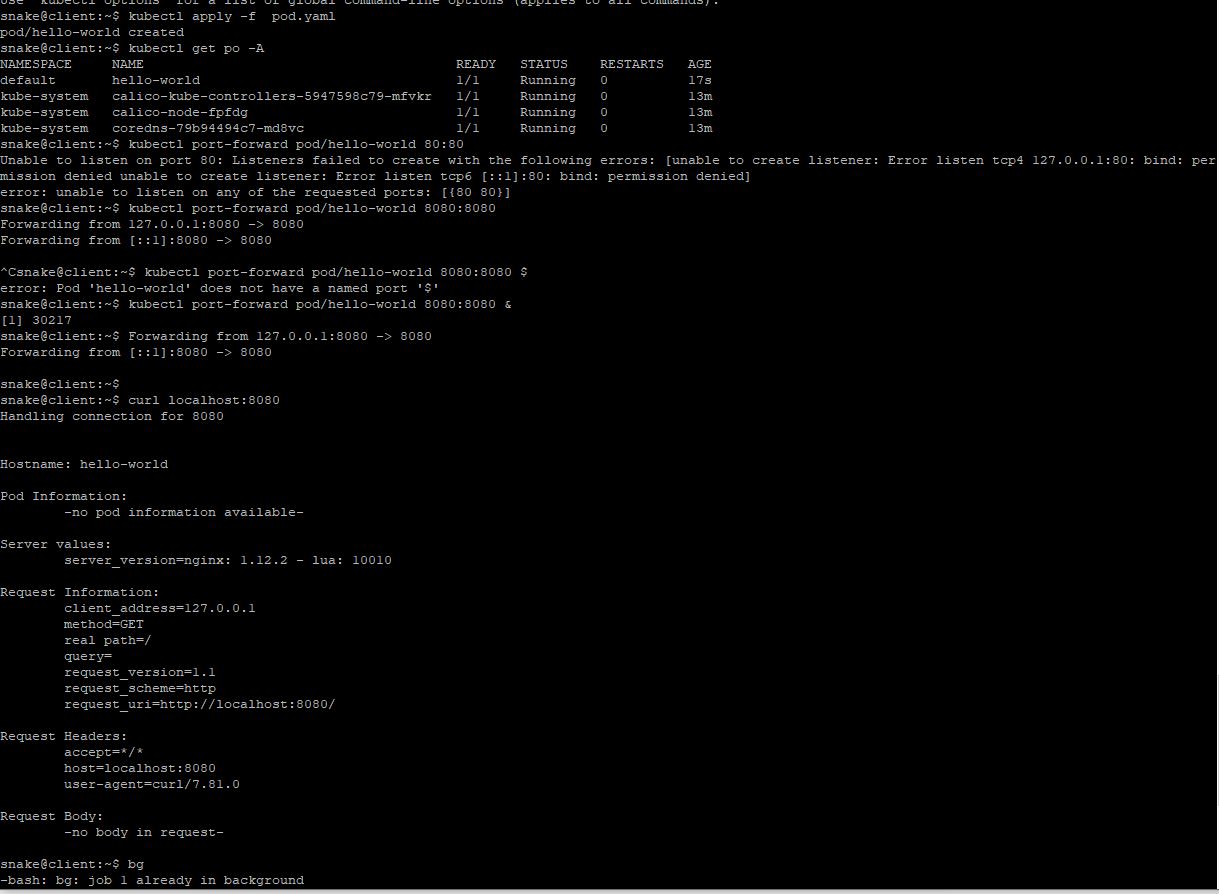 Use "kubectl options" for a list of global command-line options (applies to all commands).
snake@client:~$ kubectl apply -f  pod.yaml
pod/hello-world created
snake@client:~$ kubectl get po -A
NAMESPACE     NAME                                       READY   STATUS    RESTARTS   AGE
default       hello-world                                1/1     Running   0          17s
kube-system   calico-kube-controllers-5947598c79-mfvkr   1/1     Running   0          13m
kube-system   calico-node-fpfdg                          1/1     Running   0          13m
kube-system   coredns-79b94494c7-md8vc                   1/1     Running   0          13m
snake@client:~$ kubectl port-forward pod/hello-world 80:80
Unable to listen on port 80: Listeners failed to create with the following errors: [unable to create listener: Error listen tcp4 127.0.0.1:80: bind: per
mission denied unable to create listener: Error listen tcp6 [::1]:80: bind: permission denied]
error: unable to listen on any of the requested ports: [{80 80}]
snake@client:~$ kubectl port-forward pod/hello-world 8080:8080
Forwarding from 127.0.0.1:8080 -> 8080
Forwarding from [::1]:8080 -> 8080
^Csnake@client:~$ kubectl port-forward pod/hello-world 8080:8080 $
error: Pod 'hello-world' does not have a named port '$'
snake@client:~$ kubectl port-forward pod/hello-world 8080:8080 &
[1] 30217
snake@client:~$ Forwarding from 127.0.0.1:8080 -> 8080
Forwarding from [::1]:8080 -> 8080
snake@client:~$
snake@client:~$ curl localhost:8080
Handling connection for 8080
Hostname: hello-world
Pod Information:
        -no pod information available-
Server values:
        server_version=nginx: 1.12.2 - lua: 10010
Request Information:
        client_address=127.0.0.1
        method=GET
        real path=/
        query=
        request_version=1.1
        request_scheme=http
        request_uri=http://localhost:8080/
Request Headers:
        accept=*/*
        host=localhost:8080
        user-agent=curl/7.81.0
Request Body:
        -no body in request-
snake@client:~$ bg
-bash: bg: job 1 already in background